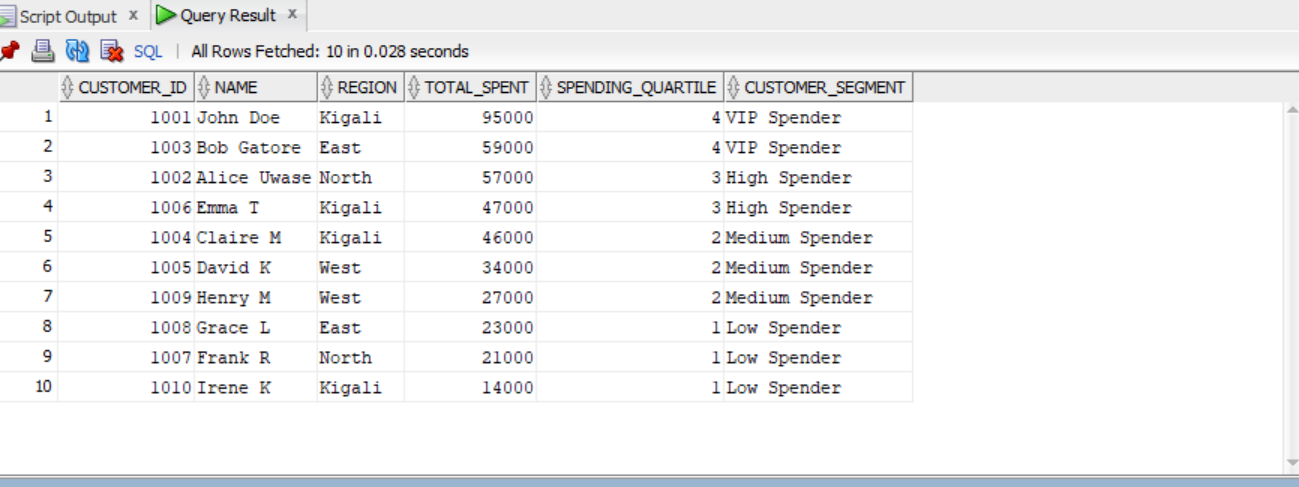 Script Output x Query Result x
SQL | All Rows Fetched: 10 in 0.028 seconds
CUSTOMER_ID NAME REGION TOTAL_SPENT SPENDING_QUARTILE CUSTOMER_SEGMENT
1 1001 John Doe Kigali 95000 4 VIP Spender
2 1003 Bob Gatore East 59000 4 VIP Spender
3 1002 Alice Uwase North 57000 3 High Spender
4 1006 Emma T Kigali 47000 3 High Spender
5 1004 Claire M Kigali 46000 2 Medium Spender
6 1005 David K West 34000 2 Medium Spender
7 1009 Henry M West 27000 2 Medium Spender
8 1008 Grace L East 23000 1 Low Spender
9 1007 Frank R North 21000 1 Low Spender
10 1010 Irene K Kigali 14000 1 Low Spender